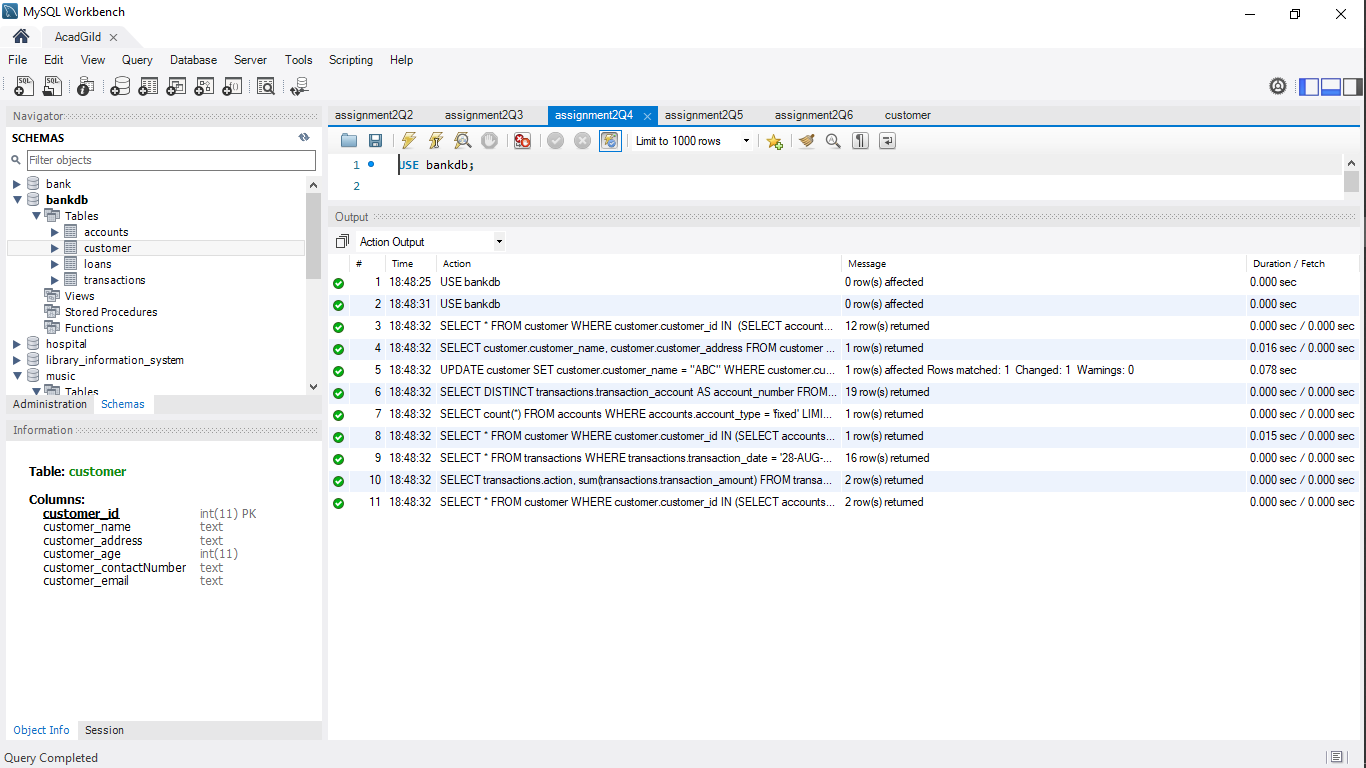 MySQL Workbench
AcadGild
File Edit View Query Database Server Tools Scripting Help
Navigator
SCHEMAS
Filter objects
bank
bankdb
Tables
accounts
customer
loans
transactions
Views
Stored Procedures
Functions
hospital
library_information_system
music
Tables
Administration Schemas
Information
Table: customer
Columns:
customer_id int(11) PK
customer_name text
customer_address text
customer_age int(11)
customer_contactNumber text
customer_email text
Object Info Session
Query Completed
assignment2Q2 assignment2Q3 assignment2Q4 assignment2Q5 assignment2Q6 customer
Limit to 1000 rows
1 USE bankdb;
2
Output
Action Output
# Time Action Message Duration / Fetch
1 18:48:25 USE bankdb 0 row(s) affected 0.000 sec
2 18:48:31 USE bankdb 0 row(s) affected 0.000 sec
3 18:48:32 SELECT * FROM customer WHERE customer.customer_id IN (SELECT account... 12 row(s) returned 0.000 sec / 0.000 sec
4 18:48:32 SELECT customer.customer_name, customer.customer_address FROM customer ... 1 row(s) returned 0.016 sec / 0.000 sec
5 18:48:32 UPDATE customer SET customer.customer_name = "ABC" WHERE customer.cu... 1 row(s) affected Rows matched: 1 Changed: 1 Warnings: 0 0.078 sec
6 18:48:32 SELECT DISTINCT transactions.transaction_account AS account_number FROM... 19 row(s) returned 0.000 sec / 0.000 sec
7 18:48:32 SELECT count(*) FROM accounts WHERE accounts.account_type = 'fixed' LIMI... 1 row(s) returned 0.000 sec / 0.000 sec
8 18:48:32 SELECT * FROM customer WHERE customer.customer_id IN (SELECT accounts... 1 row(s) returned 0.015 sec / 0.000 sec
9 18:48:32 SELECT * FROM transactions WHERE transactions.transaction_date = '28-AUG-... 16 row(s) returned 0.000 sec / 0.000 sec
10 18:48:32 SELECT transactions.action, sum(transactions.transaction_amount) FROM transa... 2 row(s) returned 0.000 sec / 0.000 sec
11 18:48:32 SELECT * FROM customer WHERE customer.customer_id IN (SELECT accounts... 2 row(s) returned 0.000 sec / 0.000 sec